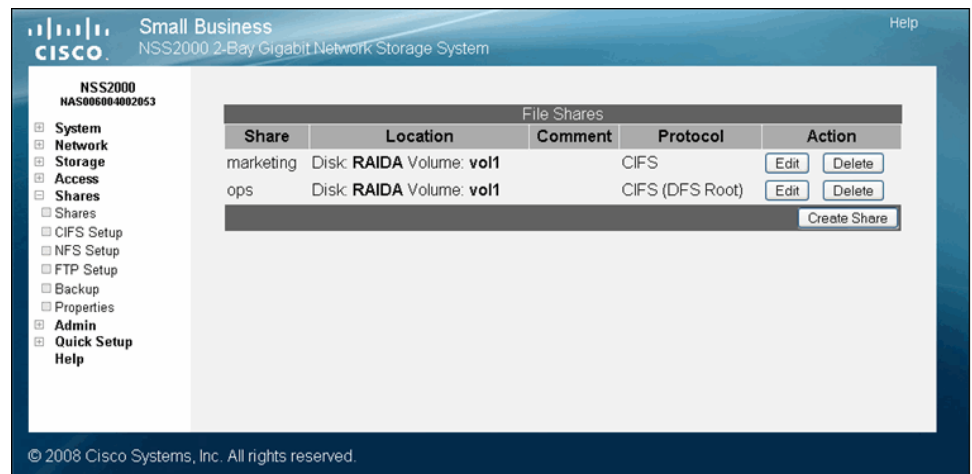 Small Business
Help
CISCO
NSS2000 2-Bay Gigabit Network Storage System
NSS2000
NAS006004002053
System
Network
Storage
Access
Shares
Shares
CIFS Setup
NFS Setup
FTP Setup
Backup
Properties
Admin
Quick Setup
Help
File Shares
Share Location Comment Protocol Action
marketing Disk: RAIDA Volume: vol1 CIFS Edit Delete
ops Disk: RAIDA Volume: vol1 CIFS (DFS Root) Edit Delete
Create Share
© 2008 Cisco Systems, Inc. All rights reserved.